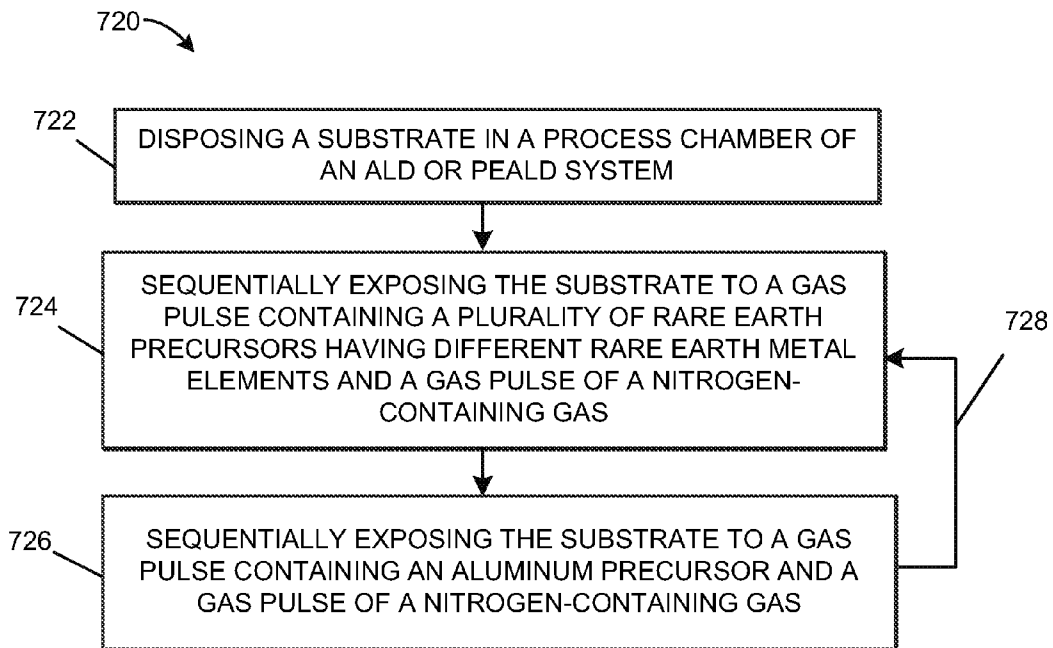 720
722
DISPOSING A SUBSTRATE IN A PROCESS CHAMBER OF
AN ALD OR PEALD SYSTEM
724
SEQUENTIALLY EXPOSING THE SUBSTRATE TO A GAS
PULSE CONTAINING A PLURALITY OF RARE EARTH
PRECURSORS HAVING DIFFERENT RARE EARTH METAL
ELEMENTS AND A GAS PULSE OF A NITROGEN-
CONTAINING GAS
728
726
SEQUENTIALLY EXPOSING THE SUBSTRATE TO A GAS
PULSE CONTAINING AN ALUMINUM PRECURSOR AND A
GAS PULSE OF A NITROGEN-CONTAINING GAS